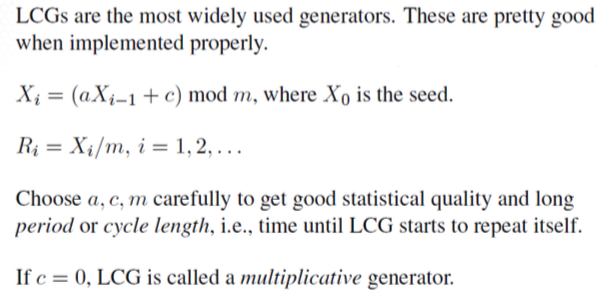 LCGs are the most widely used generators. These are pretty good
when implemented properly.
Xᵢ = (aXᵢ₋₁ + c) mod m, where X₀ is the seed.
Rᵢ = Xᵢ/m, i = 1, 2, . . .
Choose a, c, m carefully to get good statistical quality and long
period or cycle length, i.e., time until LCG starts to repeat itself.
If c = 0, LCG is called a multiplicative generator.